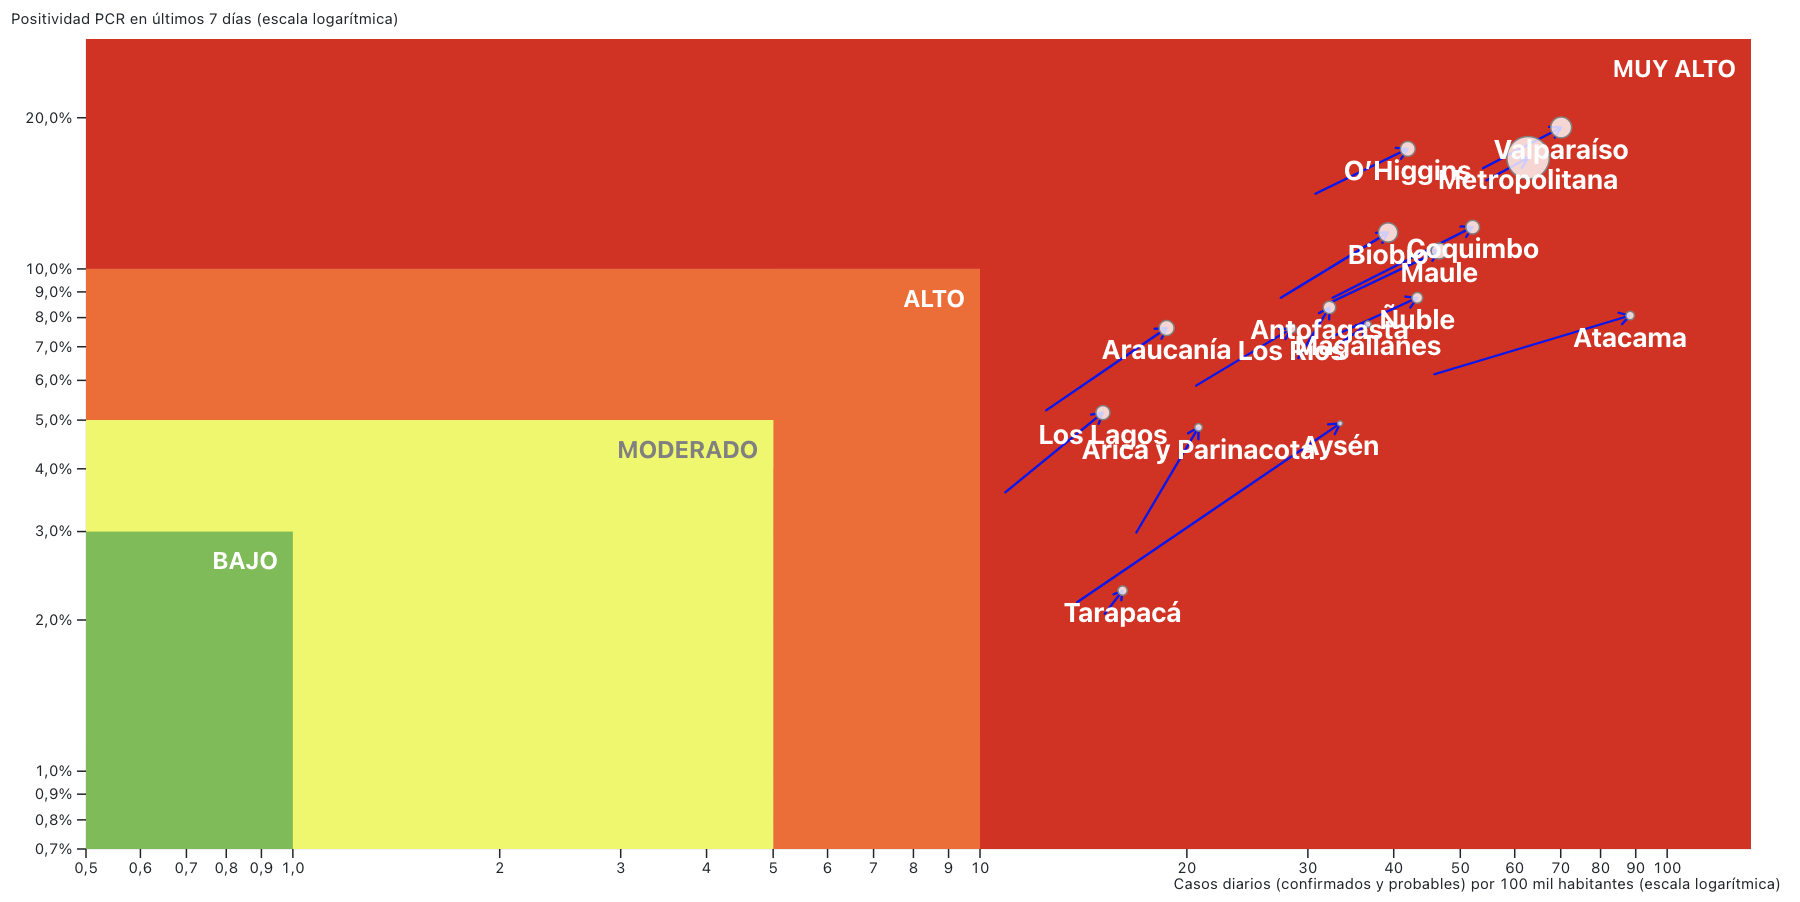 Positividad PCR en últimos 7 días (escala logarítmica)
MUY ALTO
20,0%
Valparaíso
O’Higgins
Metropolitana
Coquimbo
Biobío
10,0%
Maule
9,0%
ALTO
8,0%
Ñuble
Antofagasta
Atacama
7,0%
Araucanía
Los Ríos
Magallanes
6,0%
5,0%
Los Lagos
Arica y Parinacota
Aysén
MODERADO
4,0%
3,0%
BAJO
2,0%
Tarapacá
1,0%
0,9%
0,8%
0,7%
0,5 0,6 0,7 0,8 0,9 1,0 2 3 4 5 6 7 8 9 10 20 30 40 50 60 70 80 90 100
Casos diarios (confirmados y probables) por 100 mil habitantes (escala logarítmica)